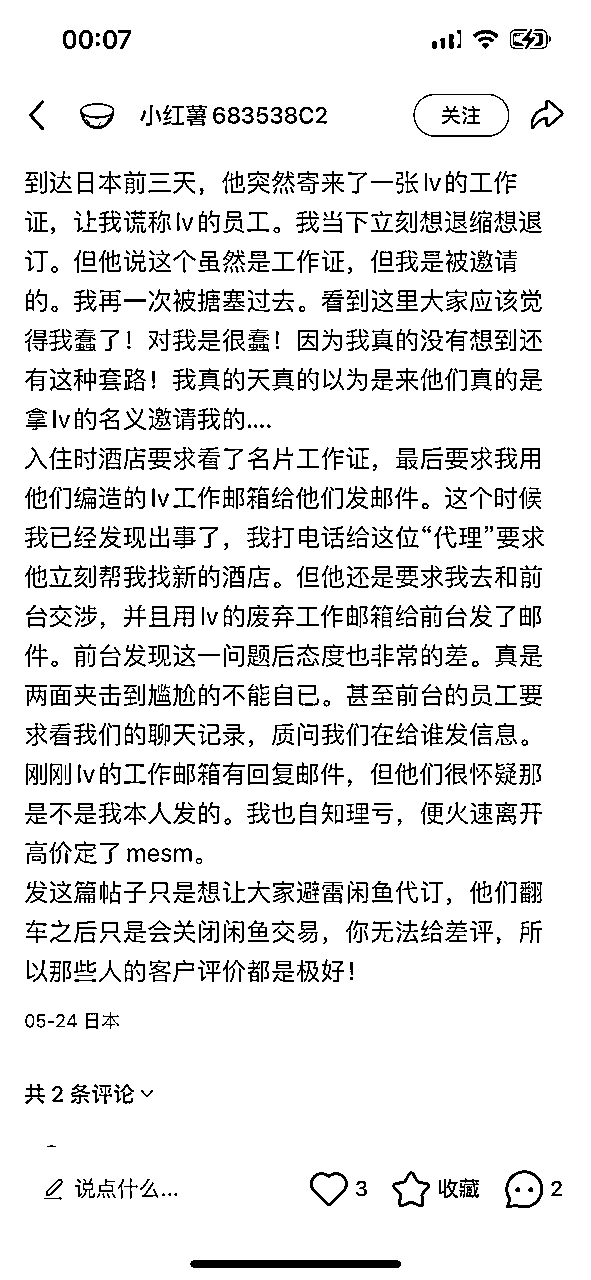 00:07
小红薯683538C2
关注
到达日本前三天，他突然寄来了一张lv的工作
证，让我谎称lv的员工。我当下立刻想退缩想退
订。但他说这个虽然是工作证，但我是被邀请
的。我再一次被搪塞过去。看到这里大家应该觉
得我蠢了！对我是很蠢！因为我真的没有想到还
有这种套路！我真的天真的以为是来他们真的是
拿lv的名义邀请我的....
入住时酒店要求看了名片工作证，最后要求我用
他们编造的lv工作邮箱给他们发邮件。这个时候
我已经发现出事了，我打电话给这位“代理”要求
他立刻帮我找新的酒店。但他还是要求我去和前
台交涉，并且用lv的废弃工作邮箱给前台发了邮
件。前台发现这一问题后态度也非常的差。真是
两面夹击到尴尬的不能自已。甚至前台的员工要
求看我们的聊天记录，质问我们在给谁发信息。
刚刚lv的工作邮箱有回复邮件，但他们很怀疑那
是不是我本人发的。我也自知理亏，便火速离开
高价定了mesm。
发这篇帖子只是想让大家避雷闲鱼代订，他们翻
车之后只是会关闭闲鱼交易，你无法给差评，所
以那些人的客户评价都是极好！
05-24 日本
共 2 条评论
说点什么...
3
收藏
2